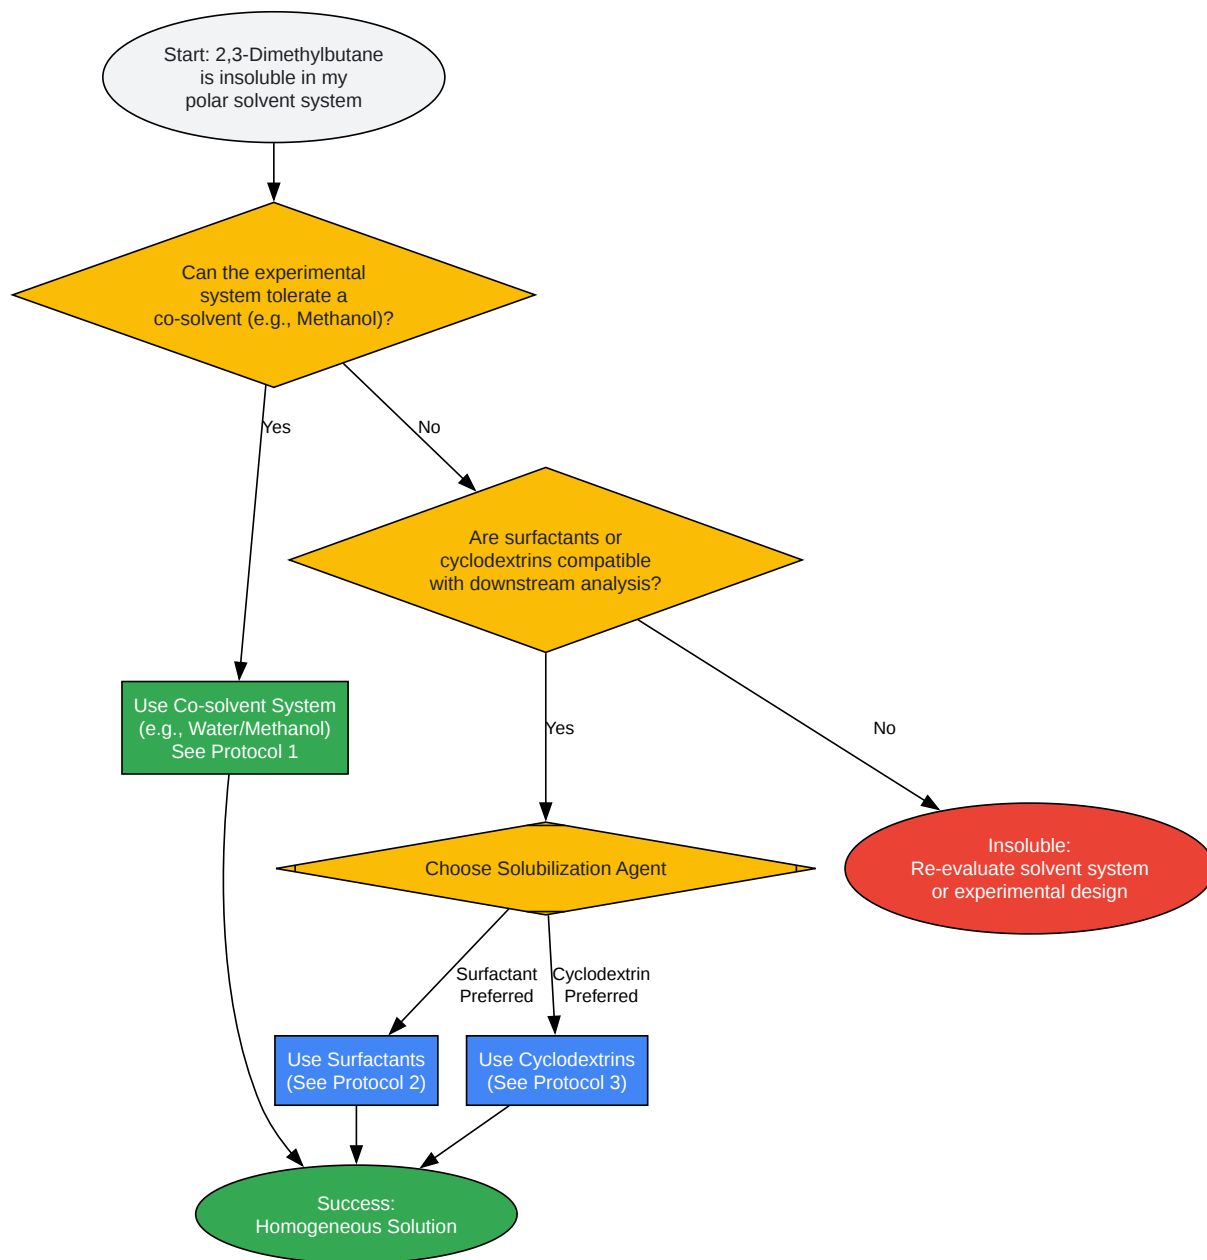 Start: 2,3-Dimethylbutane
is insoluble in my
polar solvent system
Can the experimental
system tolerate a
co-solvent (e.g., Methanol)?
Yes
No
Are surfactants or
cyclodextrins compatible
with downstream analysis?
Use Co-solvent System
(e.g., Water/Methanol)
See Protocol 1
Yes
No
Choose Solubilization Agent
Insoluble:
Re-evaluate solvent system
or experimental design
Surfactant
Preferred
Cyclodextrin
Preferred
Use Surfactants
(See Protocol 2)
Use Cyclodextrins
(See Protocol 3)
Success:
Homogeneous Solution